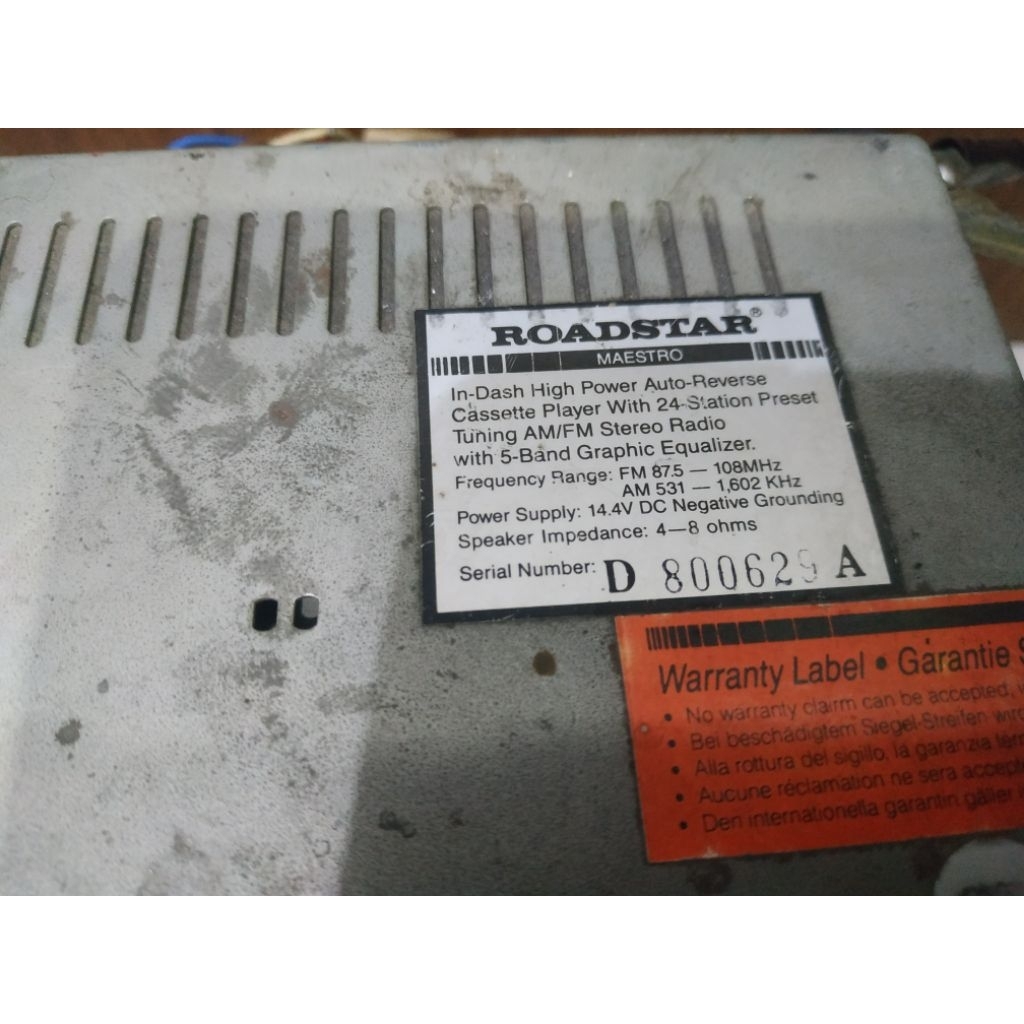 ROADSTAR®
MAESTRO
In-Dash High Power Auto-Reverse
Cassette Player With 24-Station Preset
Tuning AM/FM Stereo Radio
with 5-Band Graphic Equalizer.
Frequency Range: FM 87.5 — 108MHz
AM 531 — 1,602 KHz
Power Supply: 14.4V DC Negative Grounding
Speaker Impedance: 4—8 ohms
Serial Number: D 800629 A
Warranty Label • Garantie
• No warranty claim can be accepted,
• Bei beschädigtem Siegel-Streifen wird
• Alla rottura del sigillo, la garanzia
• Aucune réclamation ne sera
• Den internationella garantin gäller